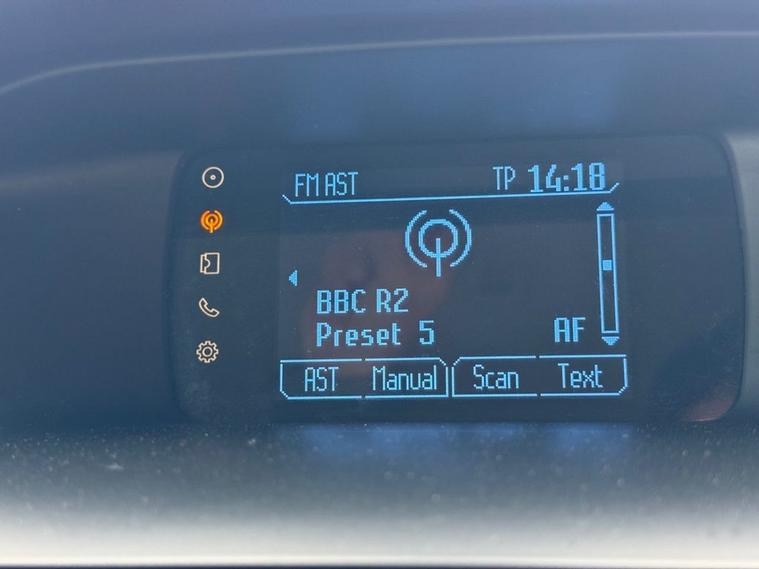 FM AST TP 14:18
BBC R2
Preset 5 AF
AST Manual Scan Text